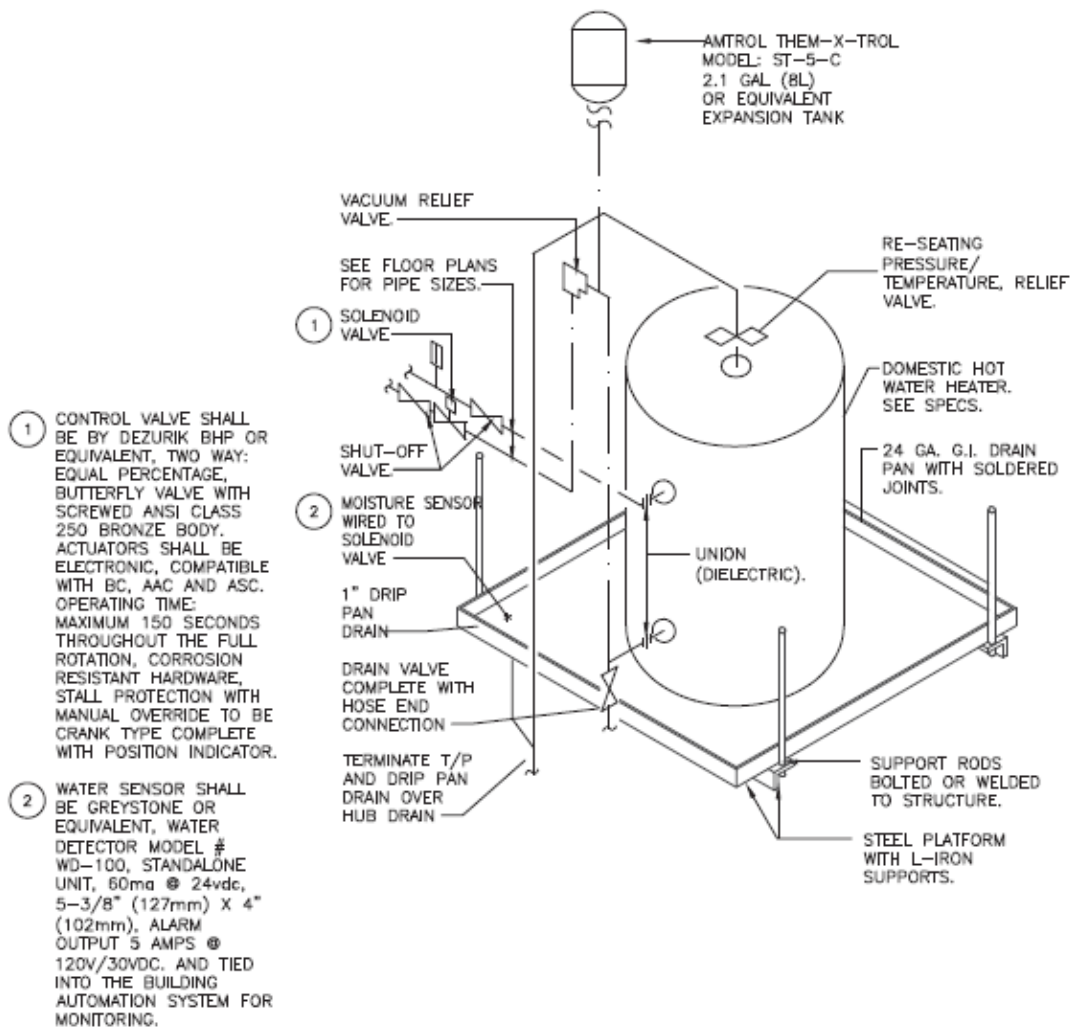 AMTROL THEM-X-TROL
MODEL: ST-5-C
2.1 GAL (8L)
OR EQUIVALENT
EXPANSION TANK
VACUUM RELIEF
VALVE.
SEE FLOOR PLANS
FOR PIPE SIZES.
1
SOLENOID
VALVE
SHUT-OFF
VALVE.
2
MOISTURE SENSOR
WIRED TO
SOLENOID
VALVE
1" DRIP
PAN
DRAIN
DRAIN VALVE
COMPLETE WITH
HOSE END
CONNECTION
TERMINATE T/P
AND DRIP PAN
DRAIN OVER
HUB DRAIN
RE-SEATING
PRESSURE/
TEMPERATURE, RELIEF
VALVE.
DOMESTIC HOT
WATER HEATER.
SEE SPECS.
24 GA. G.I. DRAIN
PAN WITH SOLDERED
JOINTS.
UNION
(DIELECTRIC).
SUPPORT RODS
BOLTED OR WELDED
TO STRUCTURE.
STEEL PLATFORM
WITH L-IRON
SUPPORTS.
1
CONTROL VALVE SHALL
BE BY DEZURIK BHP OR
EQUIVALENT, TWO WAY:
EQUAL PERCENTAGE,
BUTTERFLY VALVE WITH
SCREWED ANSI CLASS
250 BRONZE BODY.
ACTUATORS SHALL BE
ELECTRONIC, COMPATIBLE
WITH BC, AAC AND ASC.
OPERATING TIME:
MAXIMUM 150 SECONDS
THROUGHOUT THE FULL
ROTATION, CORROSION
RESISTANT HARDWARE,
STALL PROTECTION WITH
MANUAL OVERRIDE TO BE
CRANK TYPE COMPLETE
WITH POSITION INDICATOR.
2
WATER SENSOR SHALL
BE GREYSTONE OR
EQUIVALENT, WATER
DETECTOR MODEL #
WD-100, STANDALONE
UNIT, 60ma @ 24vdc,
5-3/8" (127mm) X 4"
(102mm), ALARM
OUTPUT 5 AMPS @
120V/30VDC. AND TIED
INTO THE BUILDING
AUTOMATION SYSTEM FOR
MONITORING.